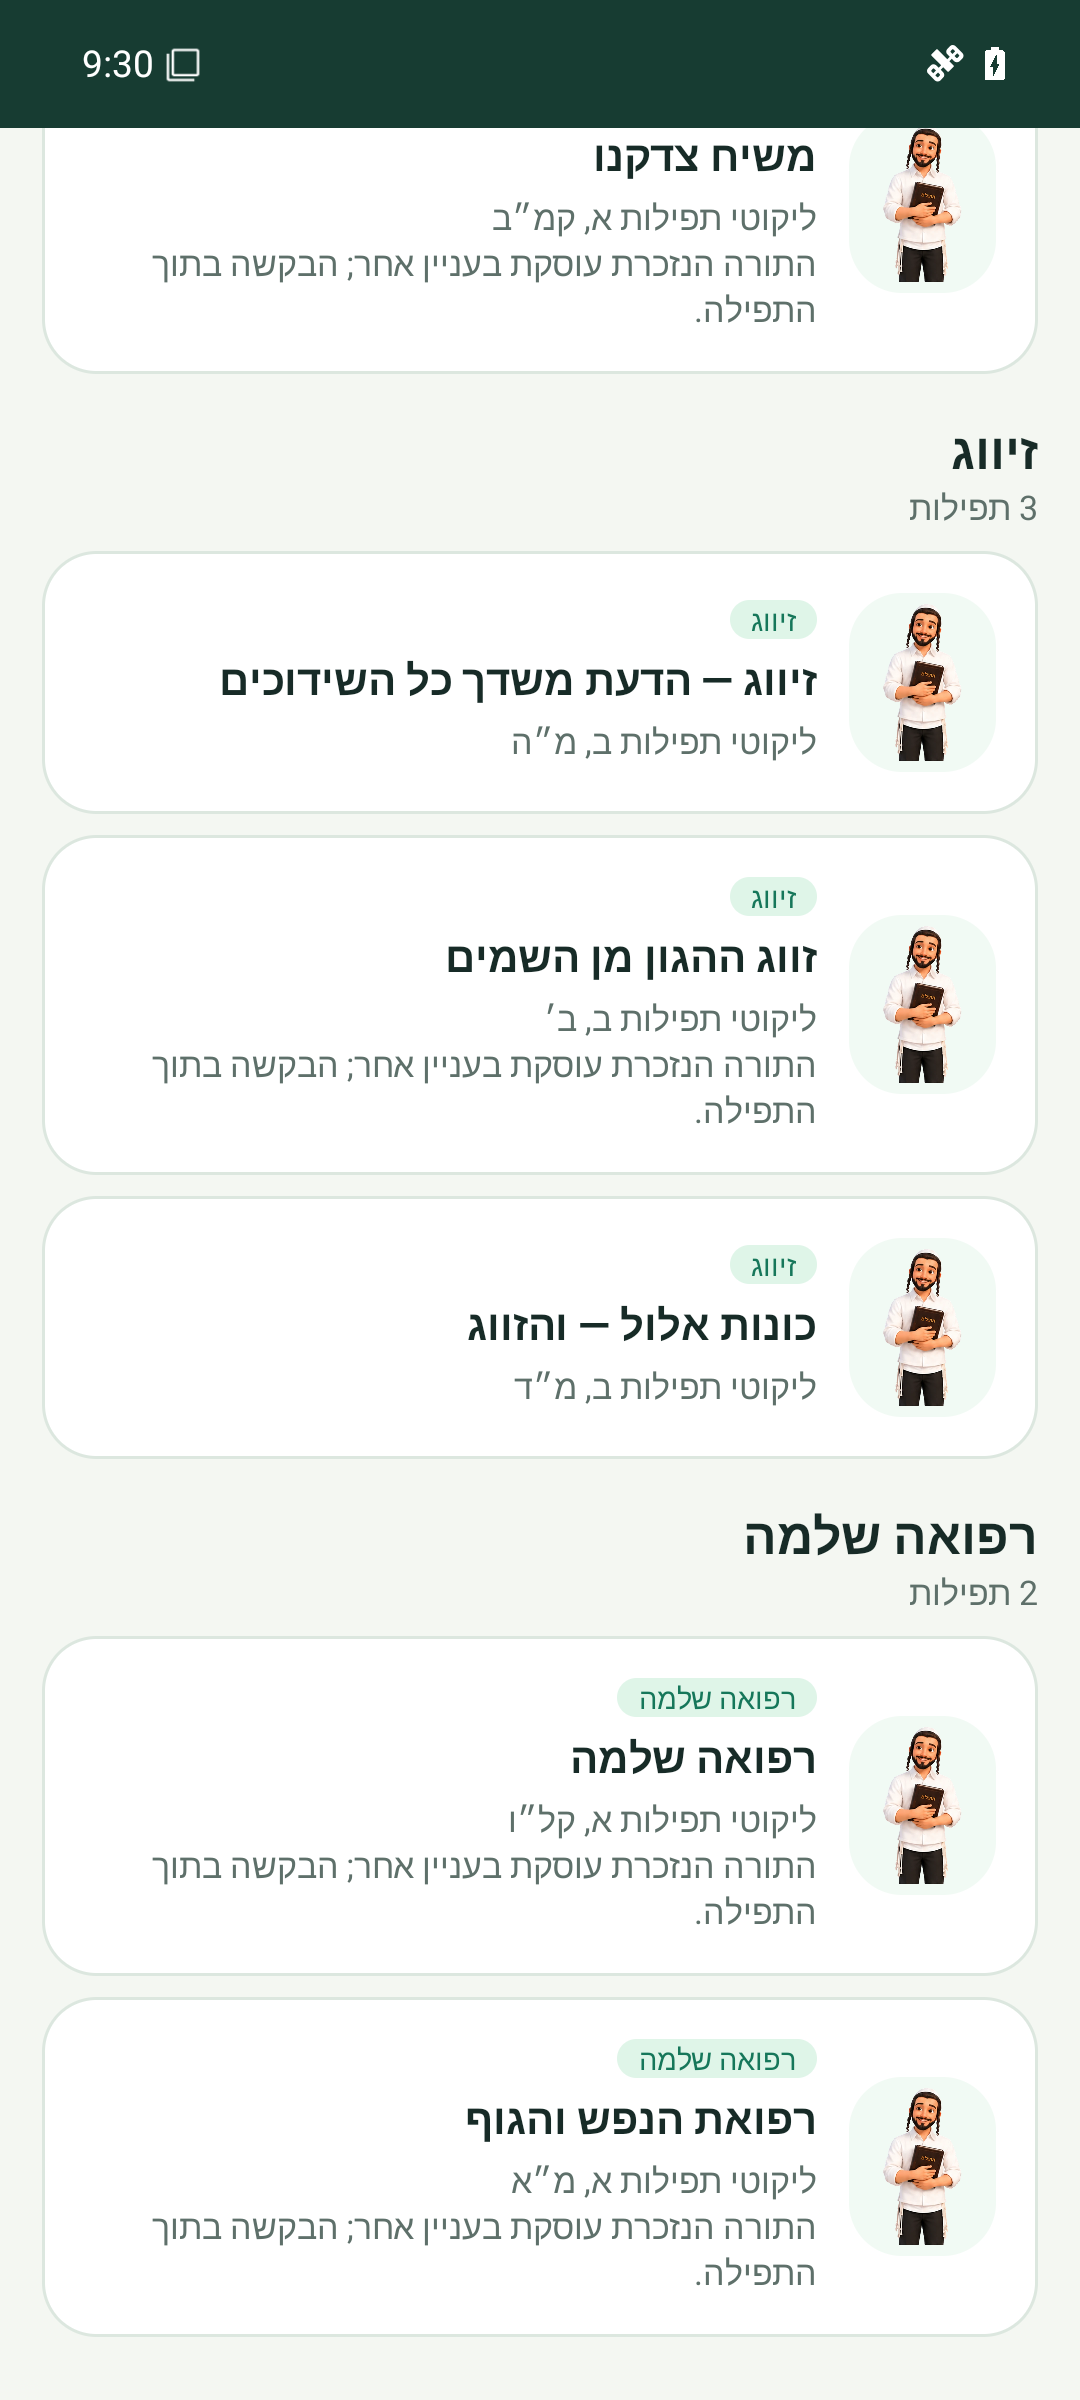 9:30
משיח צדקנו
ליקוטי תפילות א, קמ״ב
התורה הנזכרת עוסקת בעניין אחר; הבקשה בתוך
התפילה.
זיווג
3 תפילות
זיווג
זיווג – הדעת משדך כל השידוכים
ליקוטי תפילות ב, מ״ה
זיווג
זווג ההגון מן השמים
ליקוטי תפילות ב, ב׳
התורה הנזכרת עוסקת בעניין אחר; הבקשה בתוך
התפילה.
זיווג
כונות אלול – והזווג
ליקוטי תפילות ב, מ״ד
רפואה שלמה
2 תפילות
רפואה שלמה
רפואה שלמה
ליקוטי תפילות א, קל״ו
התורה הנזכרת עוסקת בעניין אחר; הבקשה בתוך
התפילה.
רפואה שלמה
רפואת הנפש והגוף
ליקוטי תפילות א, מ״א
התורה הנזכרת עוסקת בעניין אחר; הבקשה בתוך
התפילה.